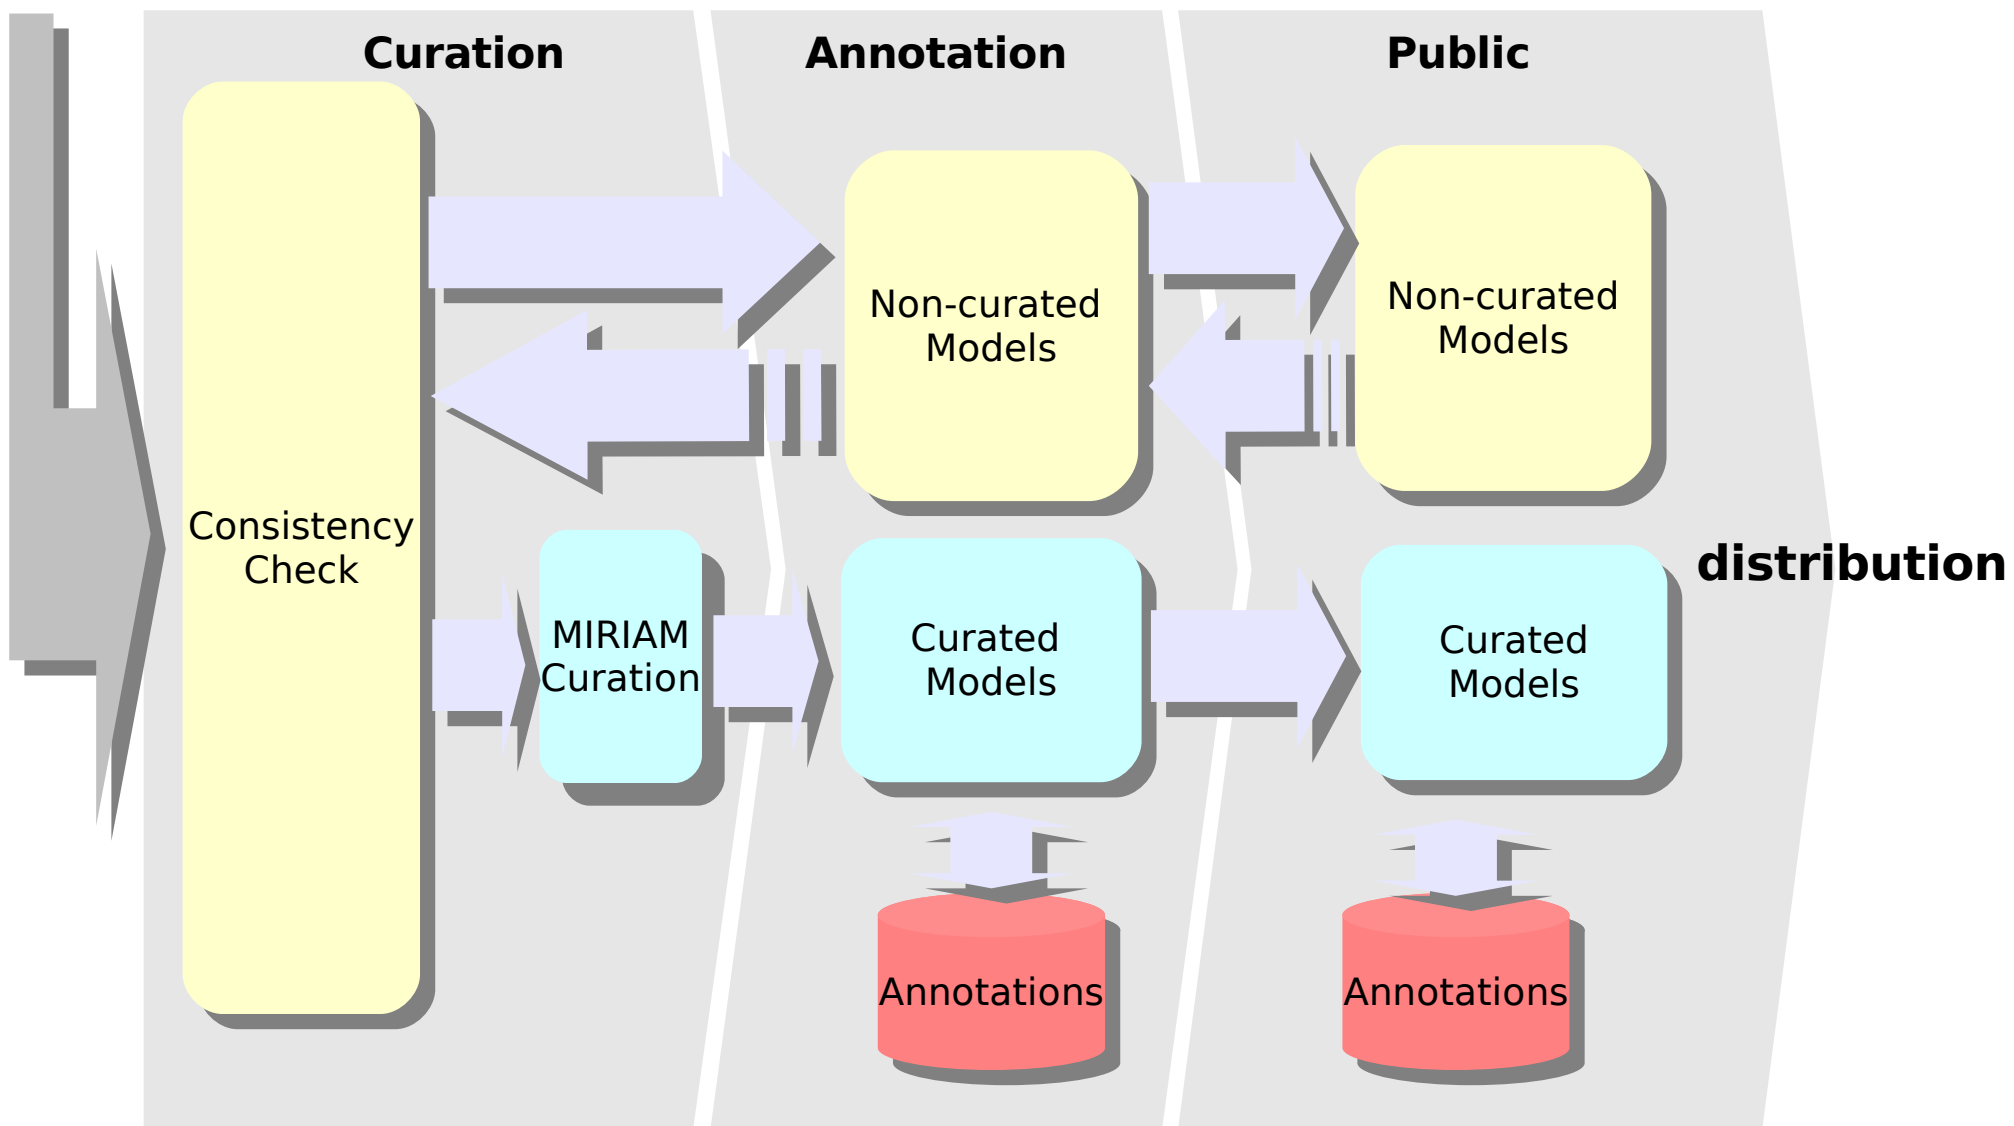 Curation
Annotation
Public
Non-curated
Models
Non-curated
Models
Consistency
Check
distribution
MIRIAM
Curation
Curated
Models
Curated
Models
Annotations
Annotations